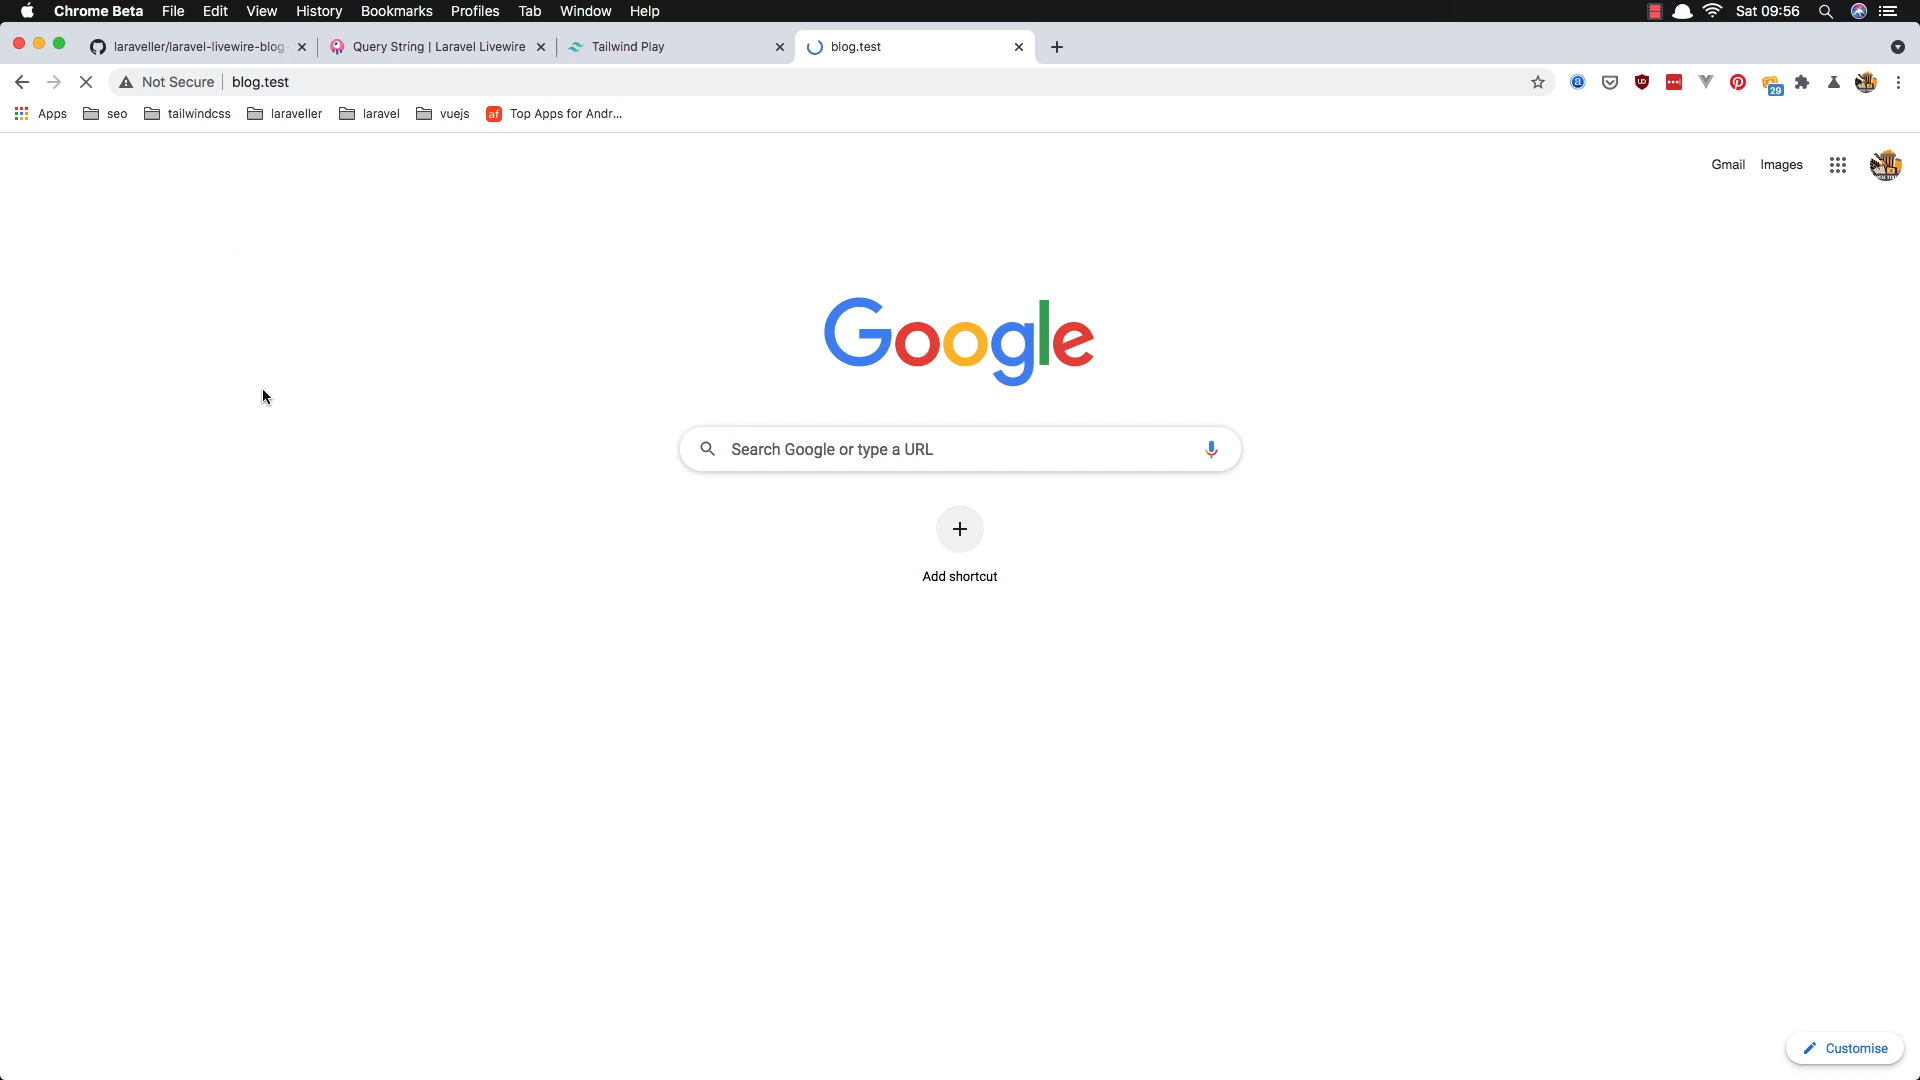 Chrome Beta File Edit View History Bookmarks Profiles Tab Window Help Sat 09:56
laraveller/laravel-livewire-blog Query String | Laravel Livewire Tailwind Play blog.test
Not Secure blog.test 29
Apps seo tailwindcss laraveller laravel vuejs af Top Apps for Andr...
Gmail Images
Google
Search Google or type a URL
Add shortcut
Customise